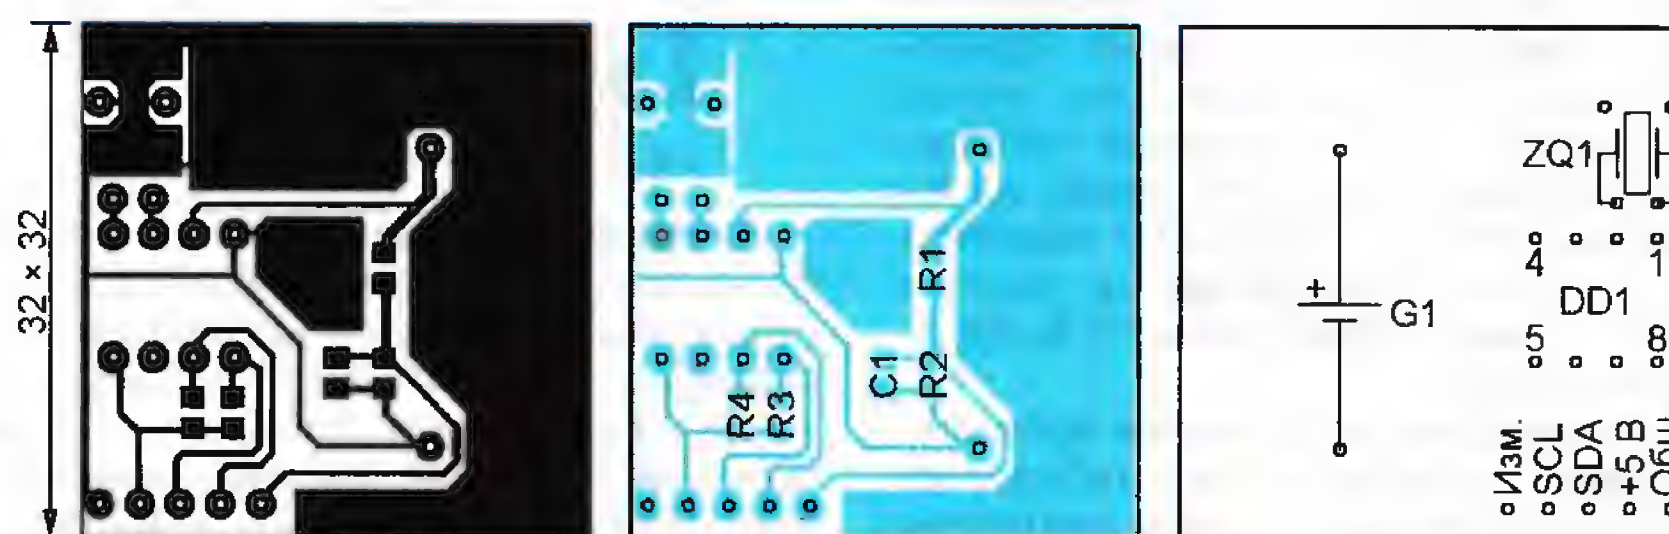 32 × 32
R1
C1
R2
R4
R3
+
G1
ZQ1
4
1
DD1
5
8
Изм.
SCL
SDA
+5 В